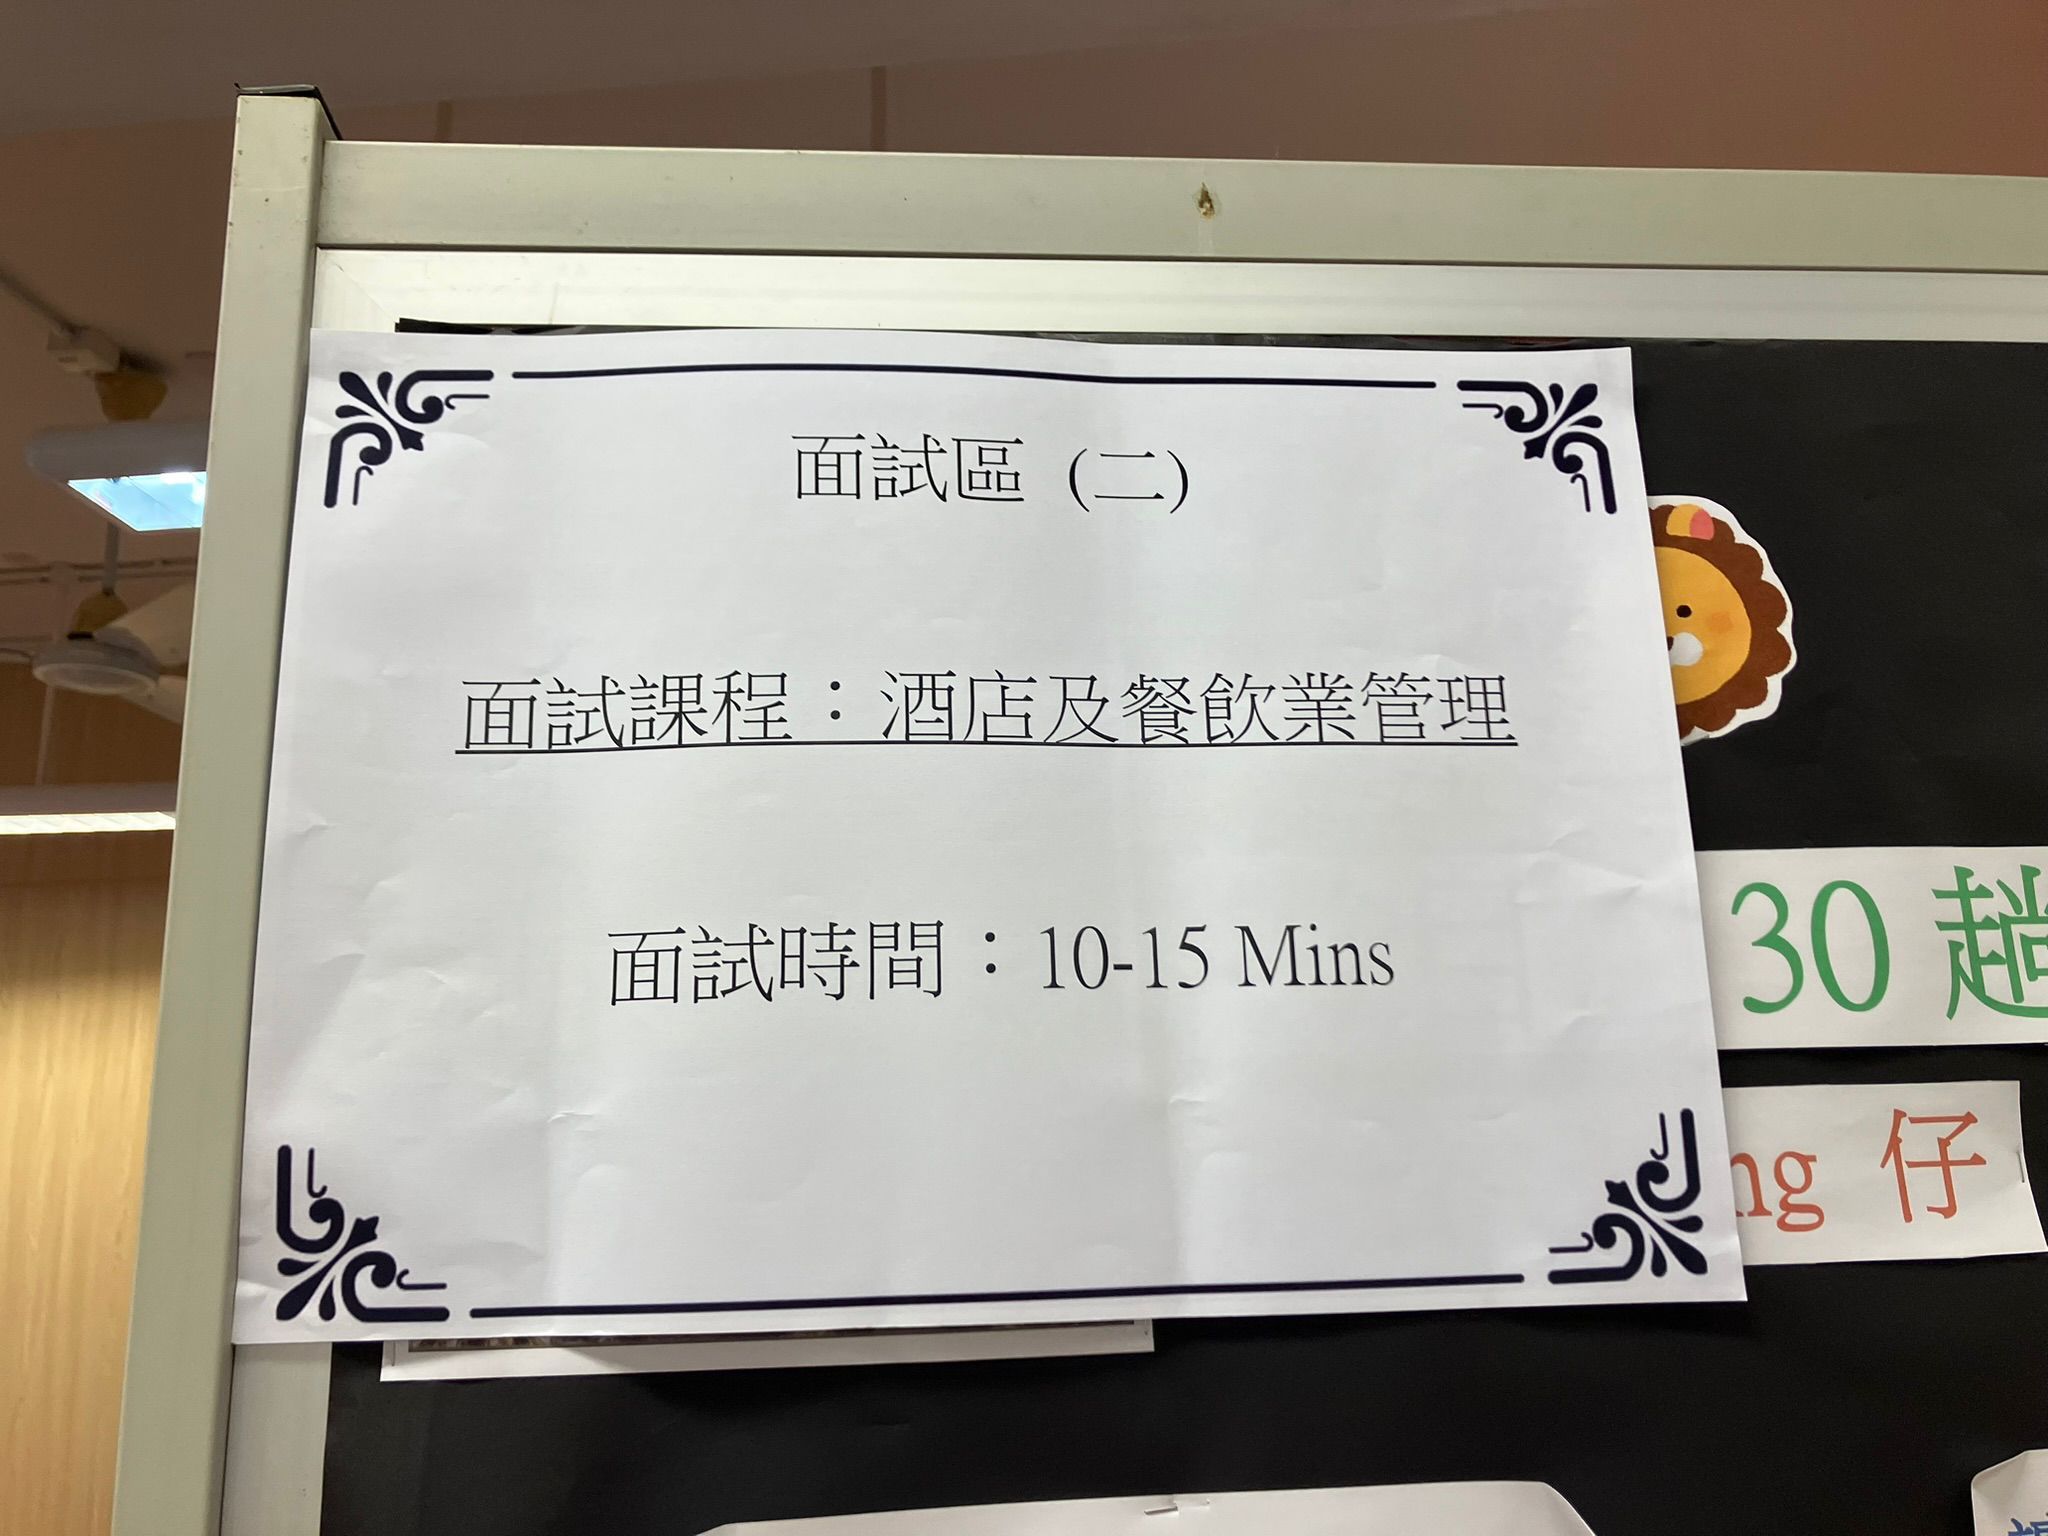 面試區 (二)
面試課程：酒店及餐飲業管理
面試時間：10-15 Mins
30 趟
ng 仔